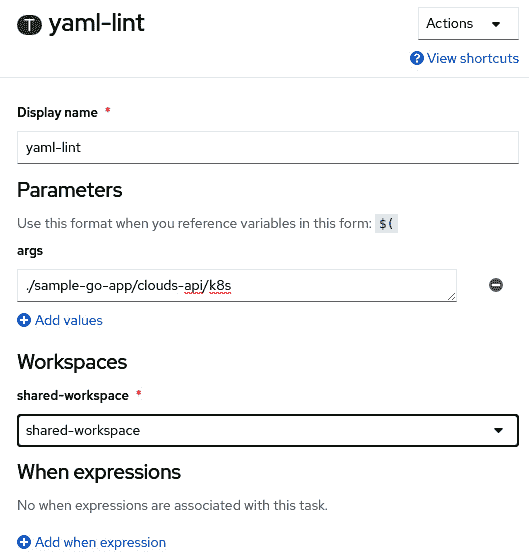 T yaml-lint
Actions
View shortcuts
Display name *
yaml-lint
Parameters
Use this format when you reference variables in this form: $(
args
./sample-go-app/clouds-api/k8s
Add values
Workspaces
shared-workspace *
shared-workspace
When expressions
No when expressions are associated with this task.
Add when expression